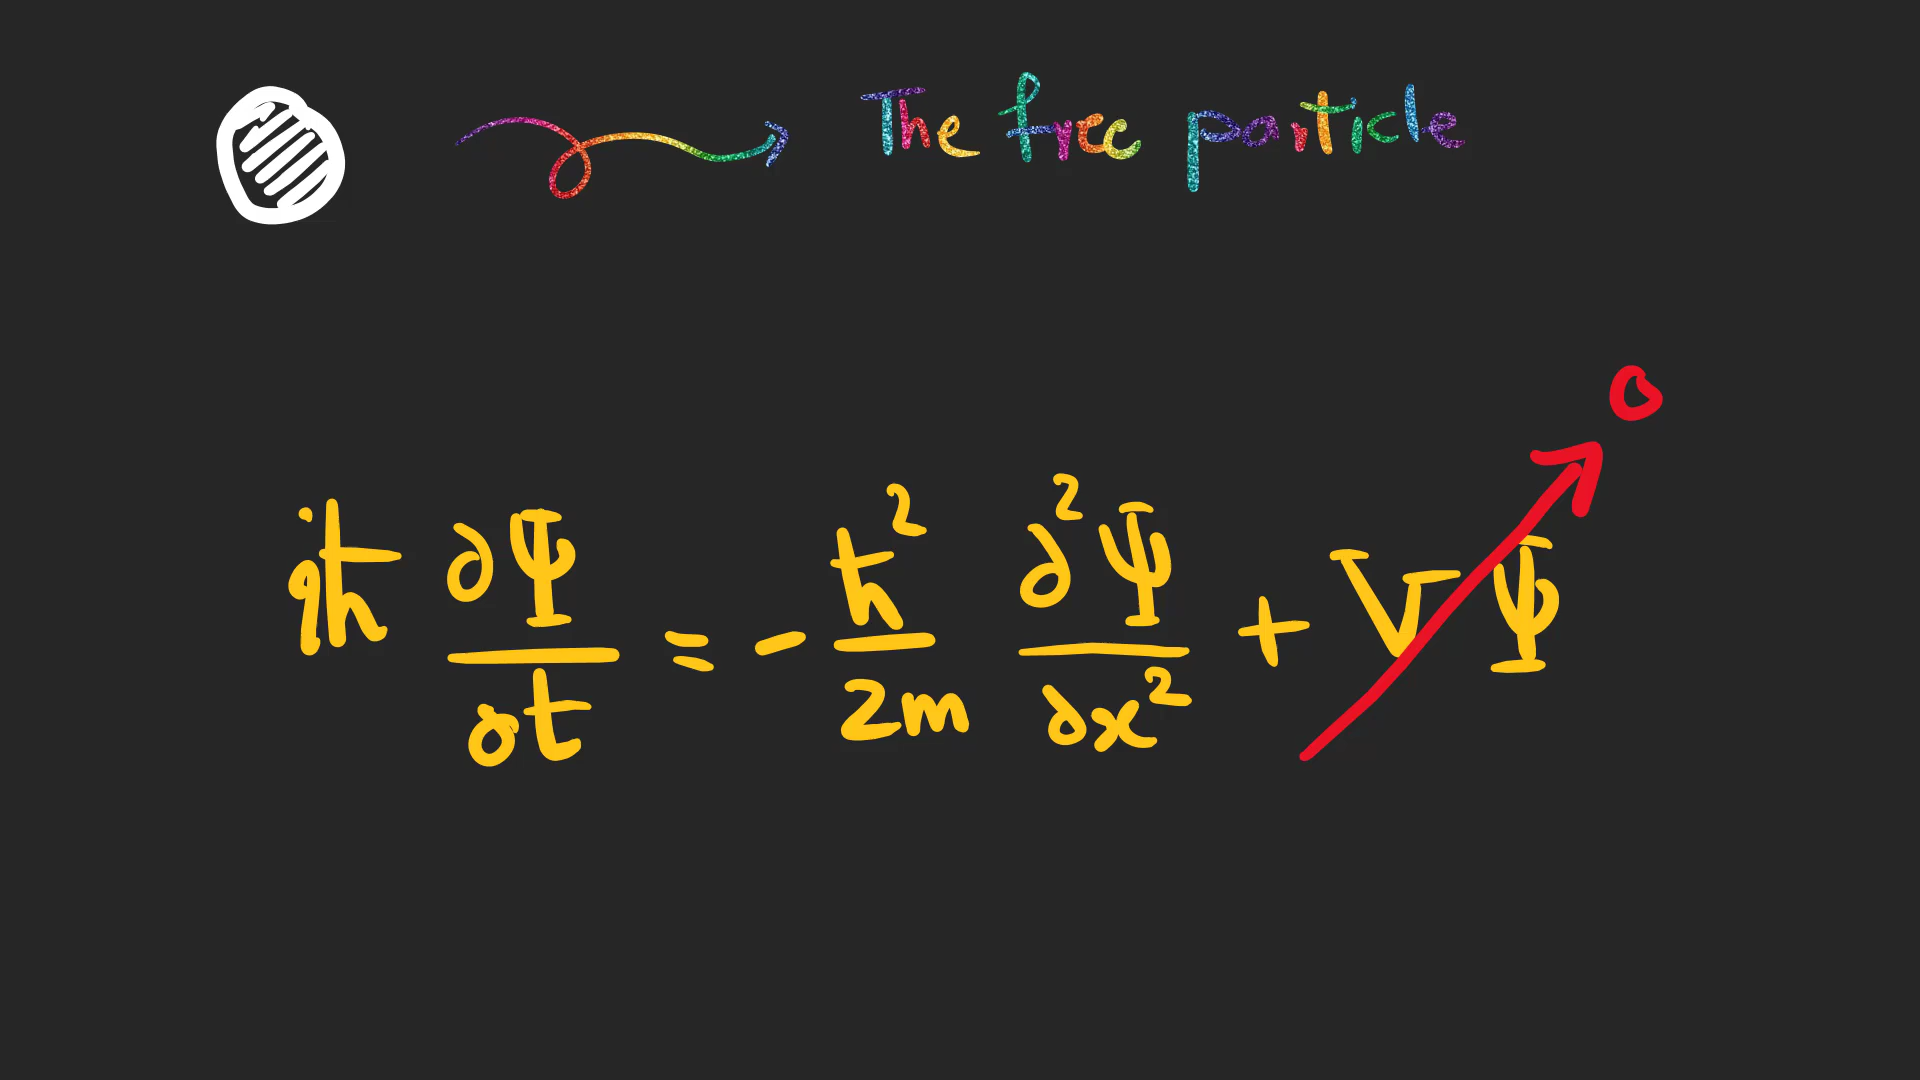 The free particle
0
iℏ ∂Ψ/∂t = - ℏ²/2m ∂²Ψ/∂x² + VΨ